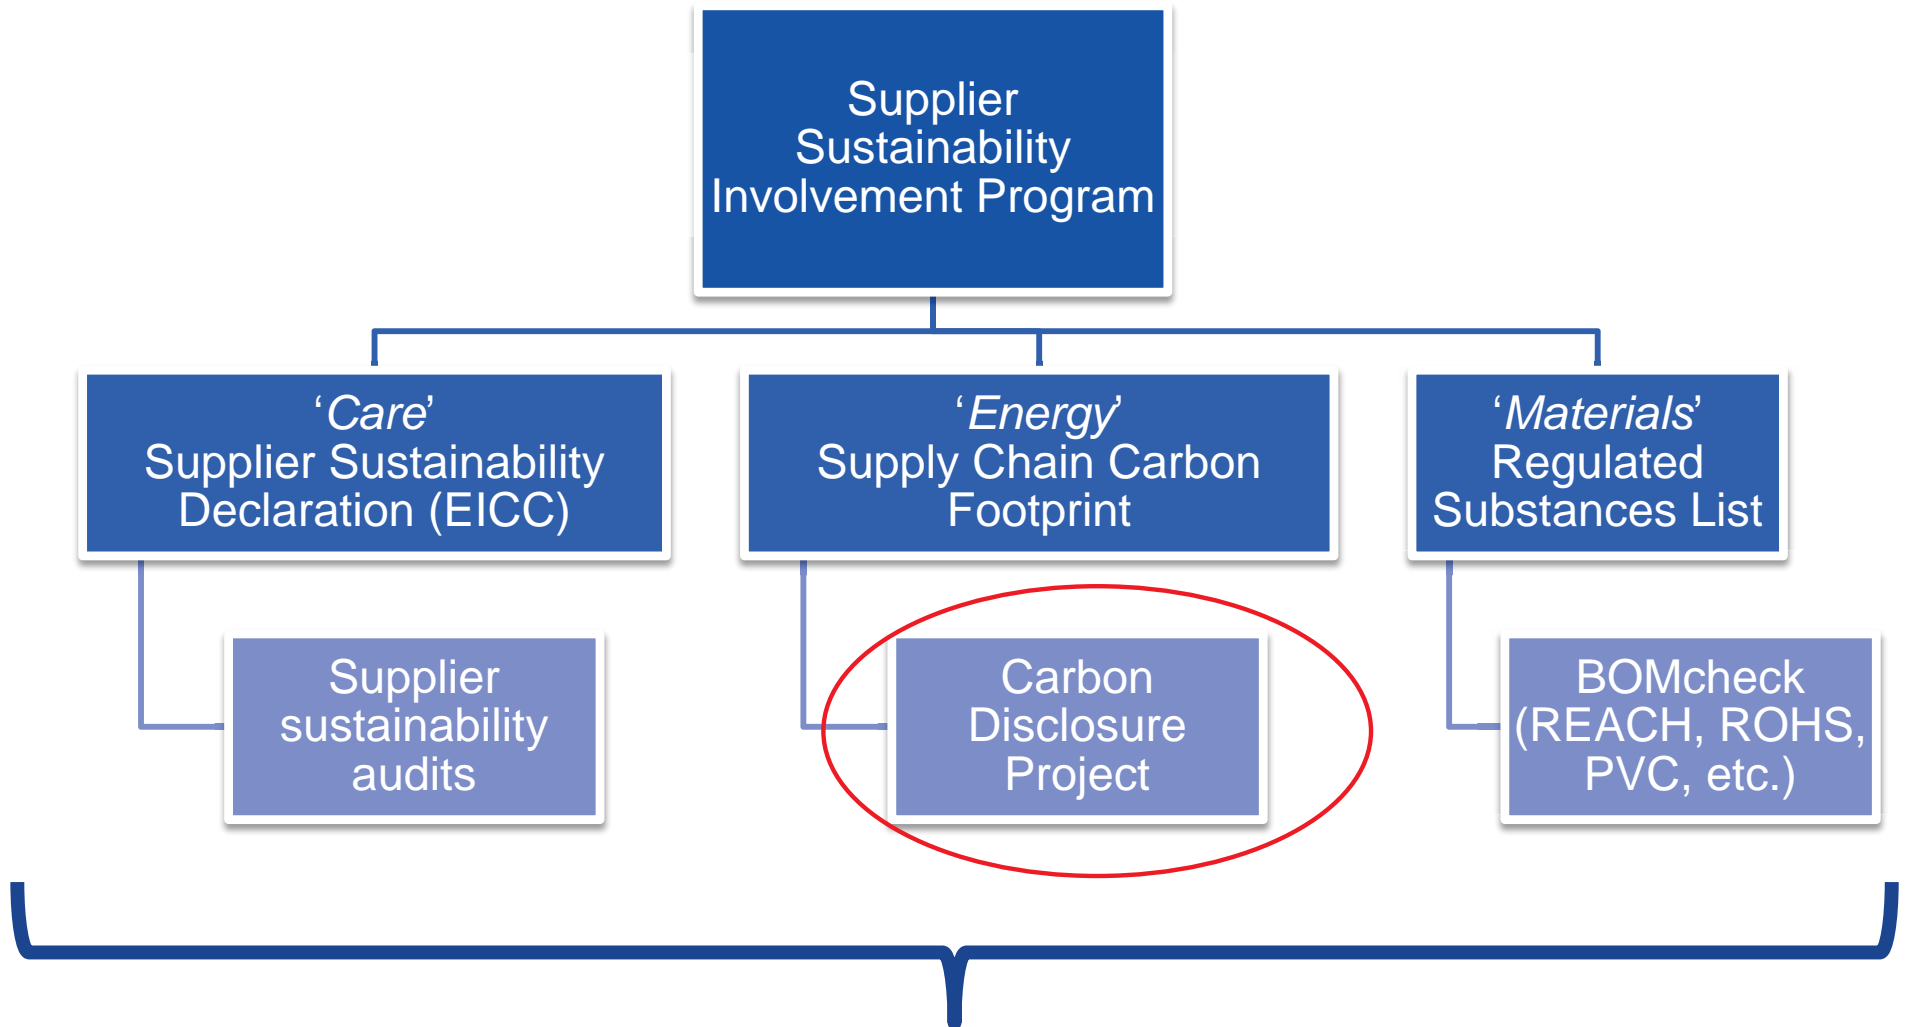 Supplier
Sustainability
Involvement Program
‘Care’
Supplier Sustainability
Declaration (EICC)
‘Energy’
Supply Chain Carbon
Footprint
‘Materials’
Regulated
Substances List
Supplier
sustainability
audits
Carbon
Disclosure
Project
BOMcheck
(REACH, ROHS,
PVC, etc.)